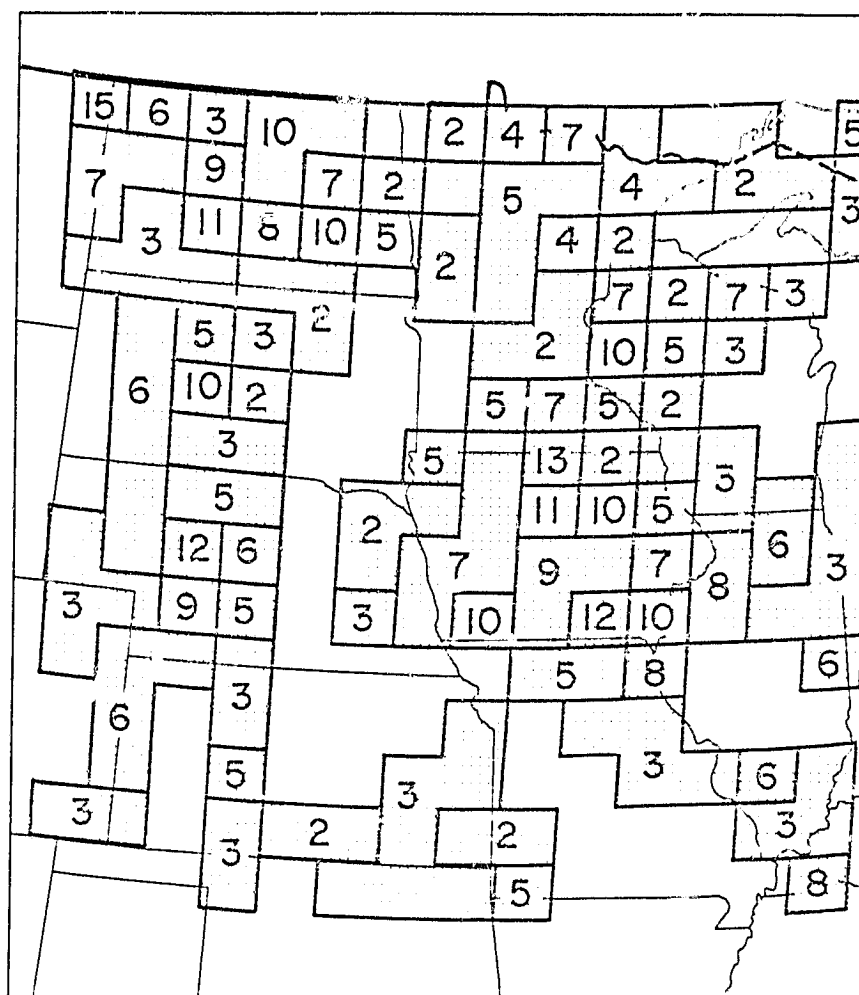 15 6 3 10 2 4 7 5
7 9 7 2 5 4 2 3
3 11 10 5 2 4 2
7 2 7 3
5 3 2 2 10 5 3
6 10 2 5 7 5 2
3 5 13 2 3
5 2 11 10 5
12 6 7 9 7 8 6 3
3 9 5 3 10 12 10
3 5 8 6
6
5 3 3 6
3 2 2 3
3 5 8